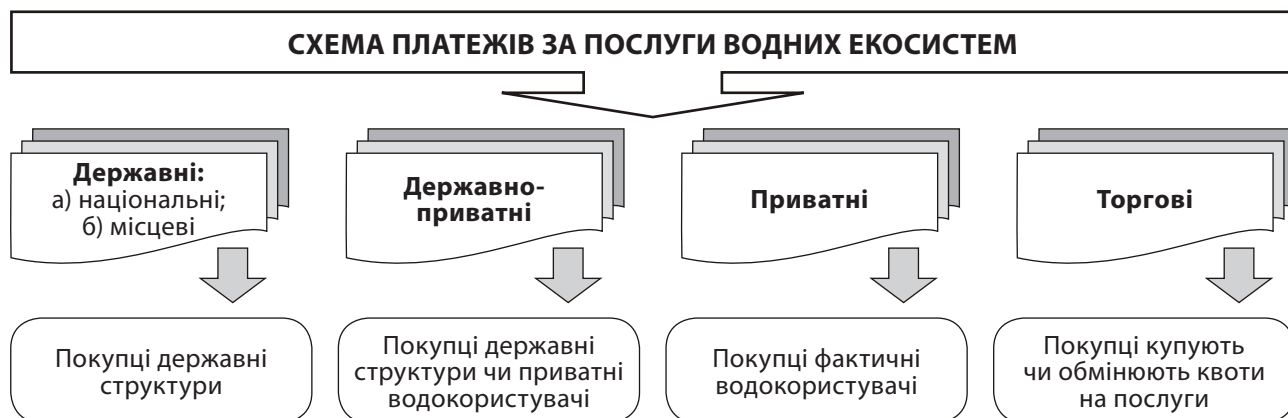 СХЕМА ПЛАТЕЖІВ ЗА ПОСЛУГИ ВОДНИХ ЕКОСИСТЕМ
Державні:
а) національні;
б) місцеві
Державно-
приватні
Приватні
Торгові
Покупці державні
структури
Покупці державні
структури чи приватні
водокористувачі
Покупці фактичні
водокористувачі
Покупці купують
чи обмінюють квоти
на послуги